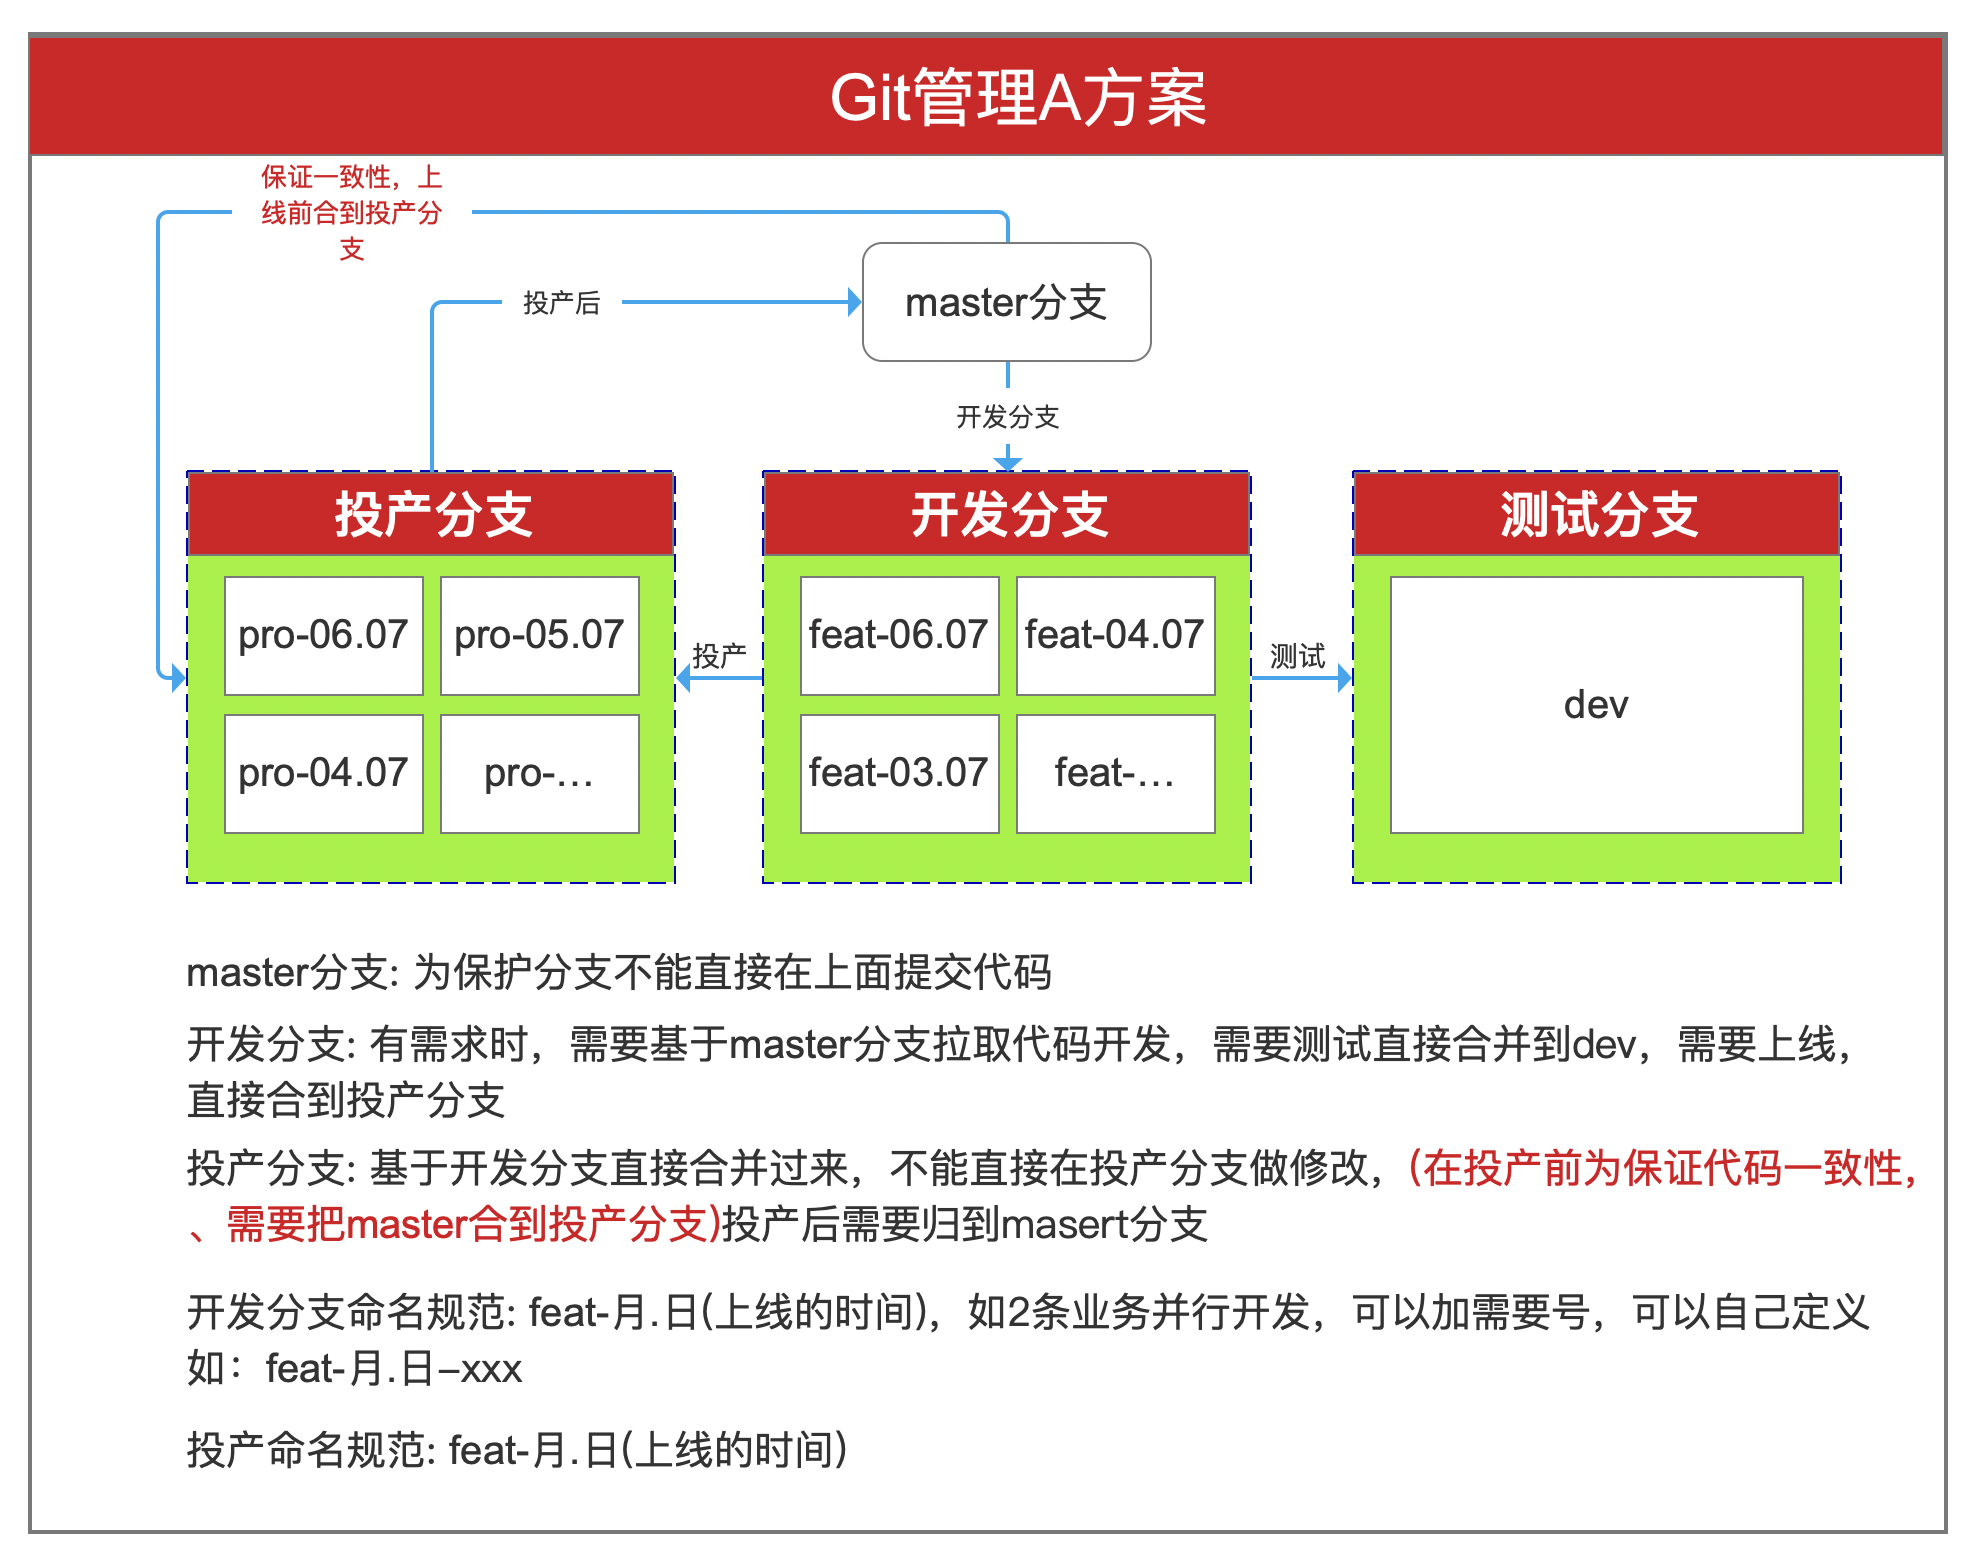 Git管理A方案
保证一致性，上
线前合到投产分
支
投产后
master分支
开发分支
投产分支
开发分支
测试分支
pro-06.07
pro-05.07
feat-06.07
feat-04.07
投产
测试
dev
pro-04.07
pro-...
feat-03.07
feat-...
master分支: 为保护分支不能直接在上面提交代码
开发分支: 有需求时，需要基于master分支拉取代码开发，需要测试直接合并到dev，需要上线，
直接合到投产分支
投产分支: 基于开发分支直接合并过来，不能直接在投产分支做修改，(在投产前为保证代码一致性，
、需要把master合到投产分支)投产后需要归到masert分支
开发分支命名规范: feat-月.日(上线的时间)，如2条业务并行开发，可以加需要号，可以自己定义
如：feat-月.日–xxx
投产命名规范: feat-月.日(上线的时间)